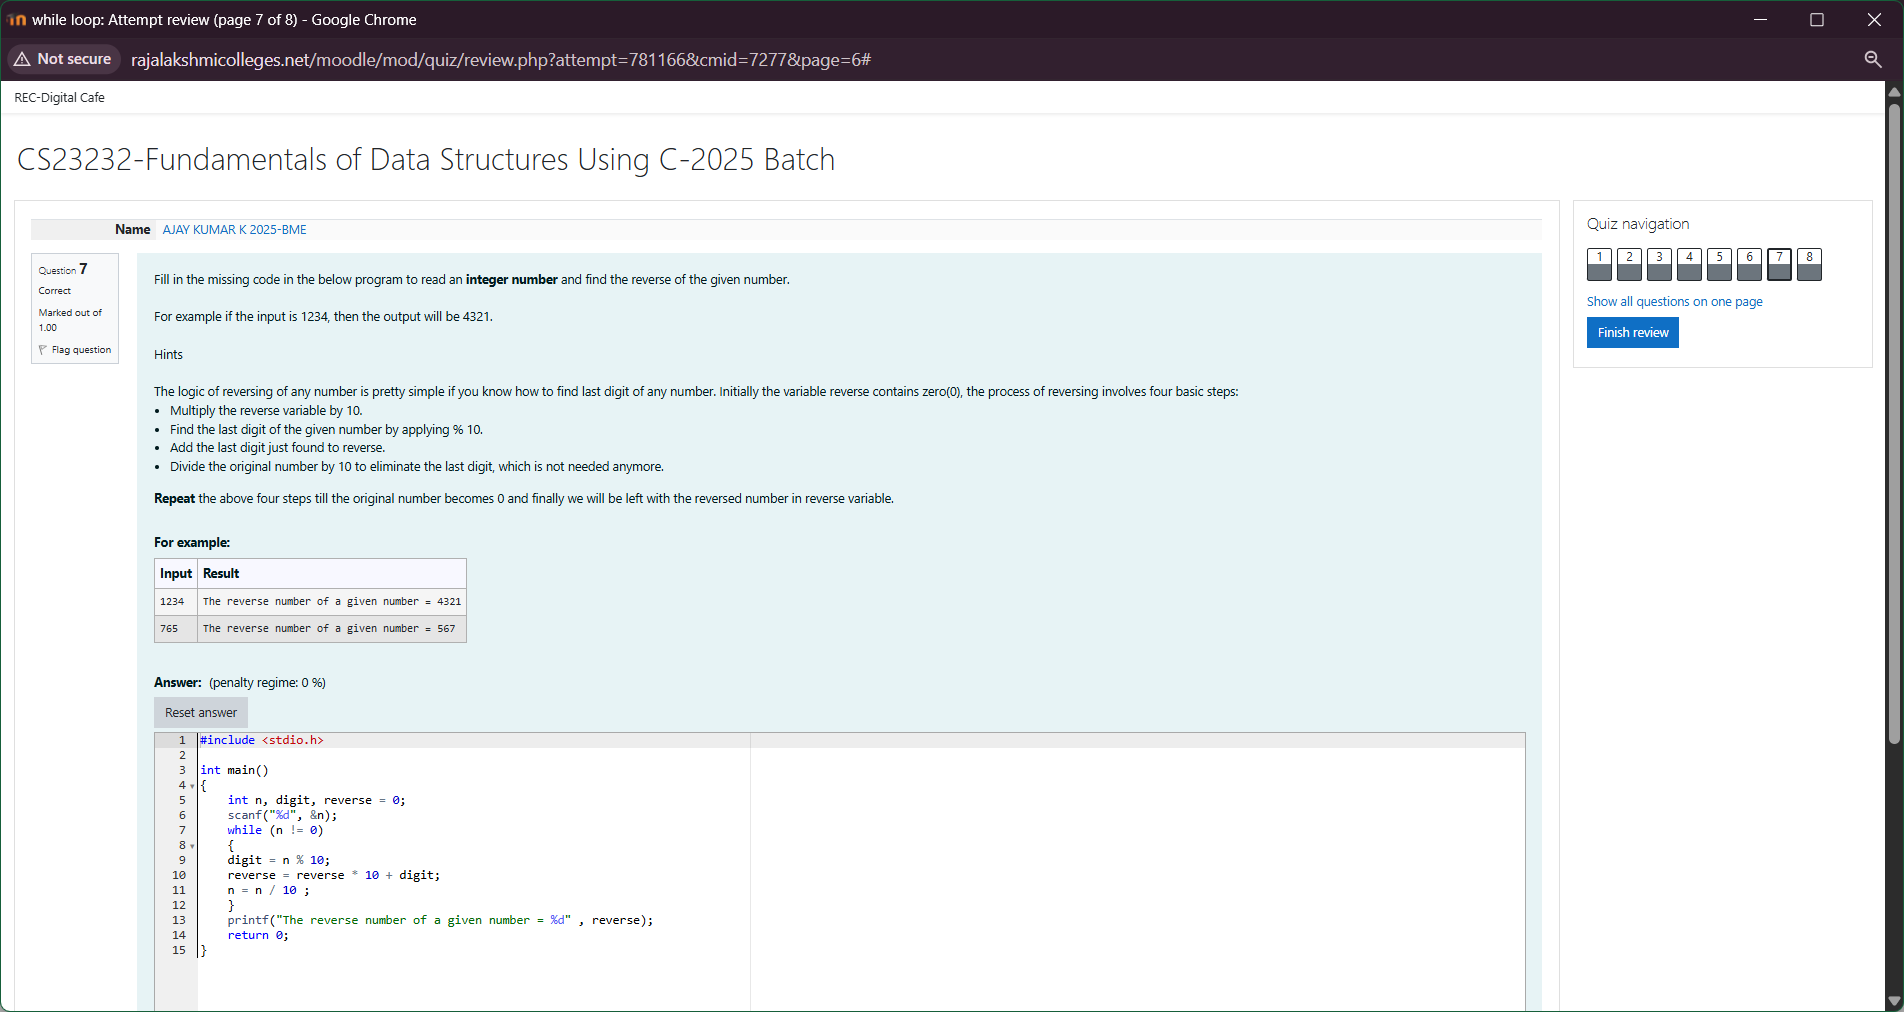 while loop: Attempt review (page 7 of 8) - Google Chrome
Not secure
rajalakshmicolleges.net/moodle/mod/quiz/review.php?attempt=781166&cmid=7277&page=6#
REC-Digital Cafe
CS23232-Fundamentals of Data Structures Using C-2025 Batch
Name AJAY KUMAR K 2025-BME
Question 7
Correct
Marked out of
1.00
Flag question
Fill in the missing code in the below program to read an integer number and find the reverse of the given number.
For example if the input is 1234, then the output will be 4321.
Hints
The logic of reversing of any number is pretty simple if you know how to find last digit of any number. Initially the variable reverse contains zero(0), the process of reversing involves four basic steps:
• Multiply the reverse variable by 10.
• Find the last digit of the given number by applying % 10.
• Add the last digit just found to reverse.
• Divide the original number by 10 to eliminate the last digit, which is not needed anymore.
Repeat the above four steps till the original number becomes 0 and finally we will be left with the reversed number in reverse variable.
For example:
Input Result
1234 The reverse number of a given number = 4321
765 The reverse number of a given number = 567
Answer: (penalty regime: 0 %)
Reset answer
1 #include <stdio.h>
2
3 int main()
4 {
5 int n, digit, reverse = 0;
6 scanf("%d", &n);
7 while (n != 0)
8 {
9 digit = n % 10;
10 reverse = reverse * 10 + digit;
11 n = n / 10 ;
12 }
13 printf("The reverse number of a given number = %d" , reverse);
14 return 0;
15 }
Quiz navigation
1 2 3 4 5 6 7 8
Show all questions on one page
Finish review